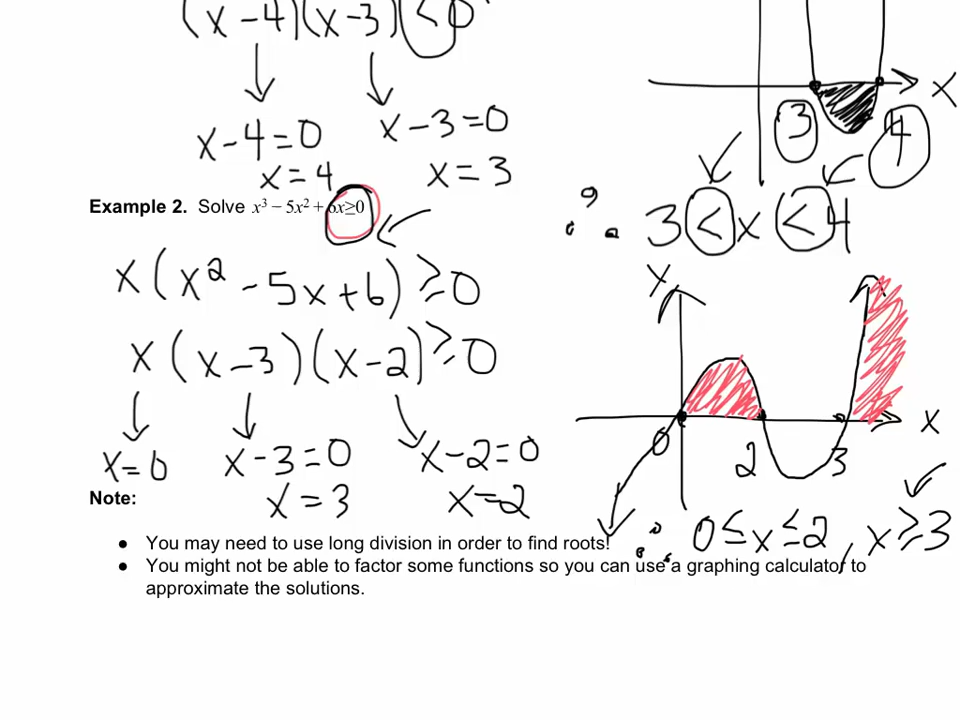 (x-4)(x-3)<0
x-4=0
x=4
x-3=0
x=3
x
3
4
∴ 3<x<4
Example 2. Solve x³ − 5x² + 6x≥0
x(x²-5x+6)≥0
x(x-3)(x-2)≥0
x=0
x-3=0
x=3
x-2=0
x=2
y
x
0
2
3
∴ 0≤x≤2, x≥3
Note:
● You may need to use long division in order to find roots!
● You might not be able to factor some functions so you can use a graphing calculator to
approximate the solutions.